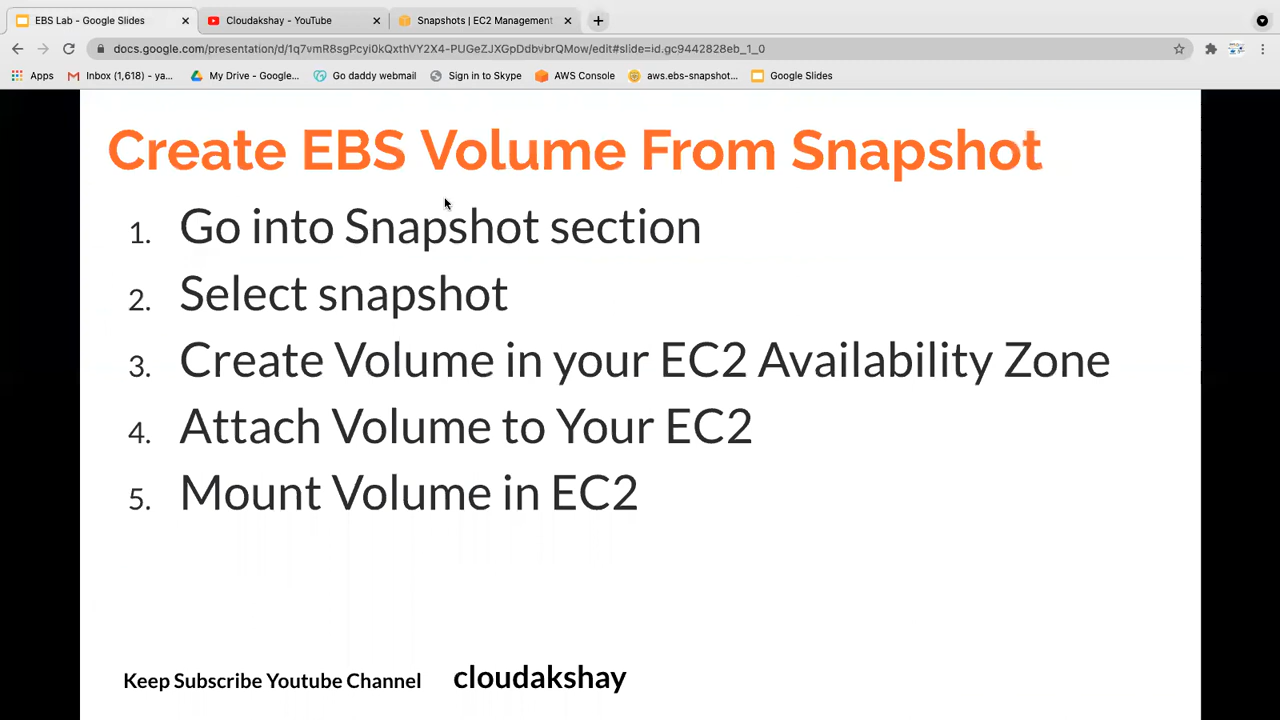 EBS Lab - Google Slides
Cloudakshay - YouTube
Snapshots | EC2 Management
docs.google.com/presentation/d/1q7vmR8sgPcyi0kQxthVY2X4-PUGeZJXGpDdbvbrQMow/edit#slide=id.gc9442828eb_1_0
Apps
Inbox (1,618) - ya...
My Drive - Google...
Go daddy webmail
Sign in to Skype
AWS Console
aws.ebs-snapshot...
Google Slides
Create EBS Volume From Snapshot
1. Go into Snapshot section
2. Select snapshot
3. Create Volume in your EC2 Availability Zone
4. Attach Volume to Your EC2
5. Mount Volume in EC2
Keep Subscribe Youtube Channel cloudakshay